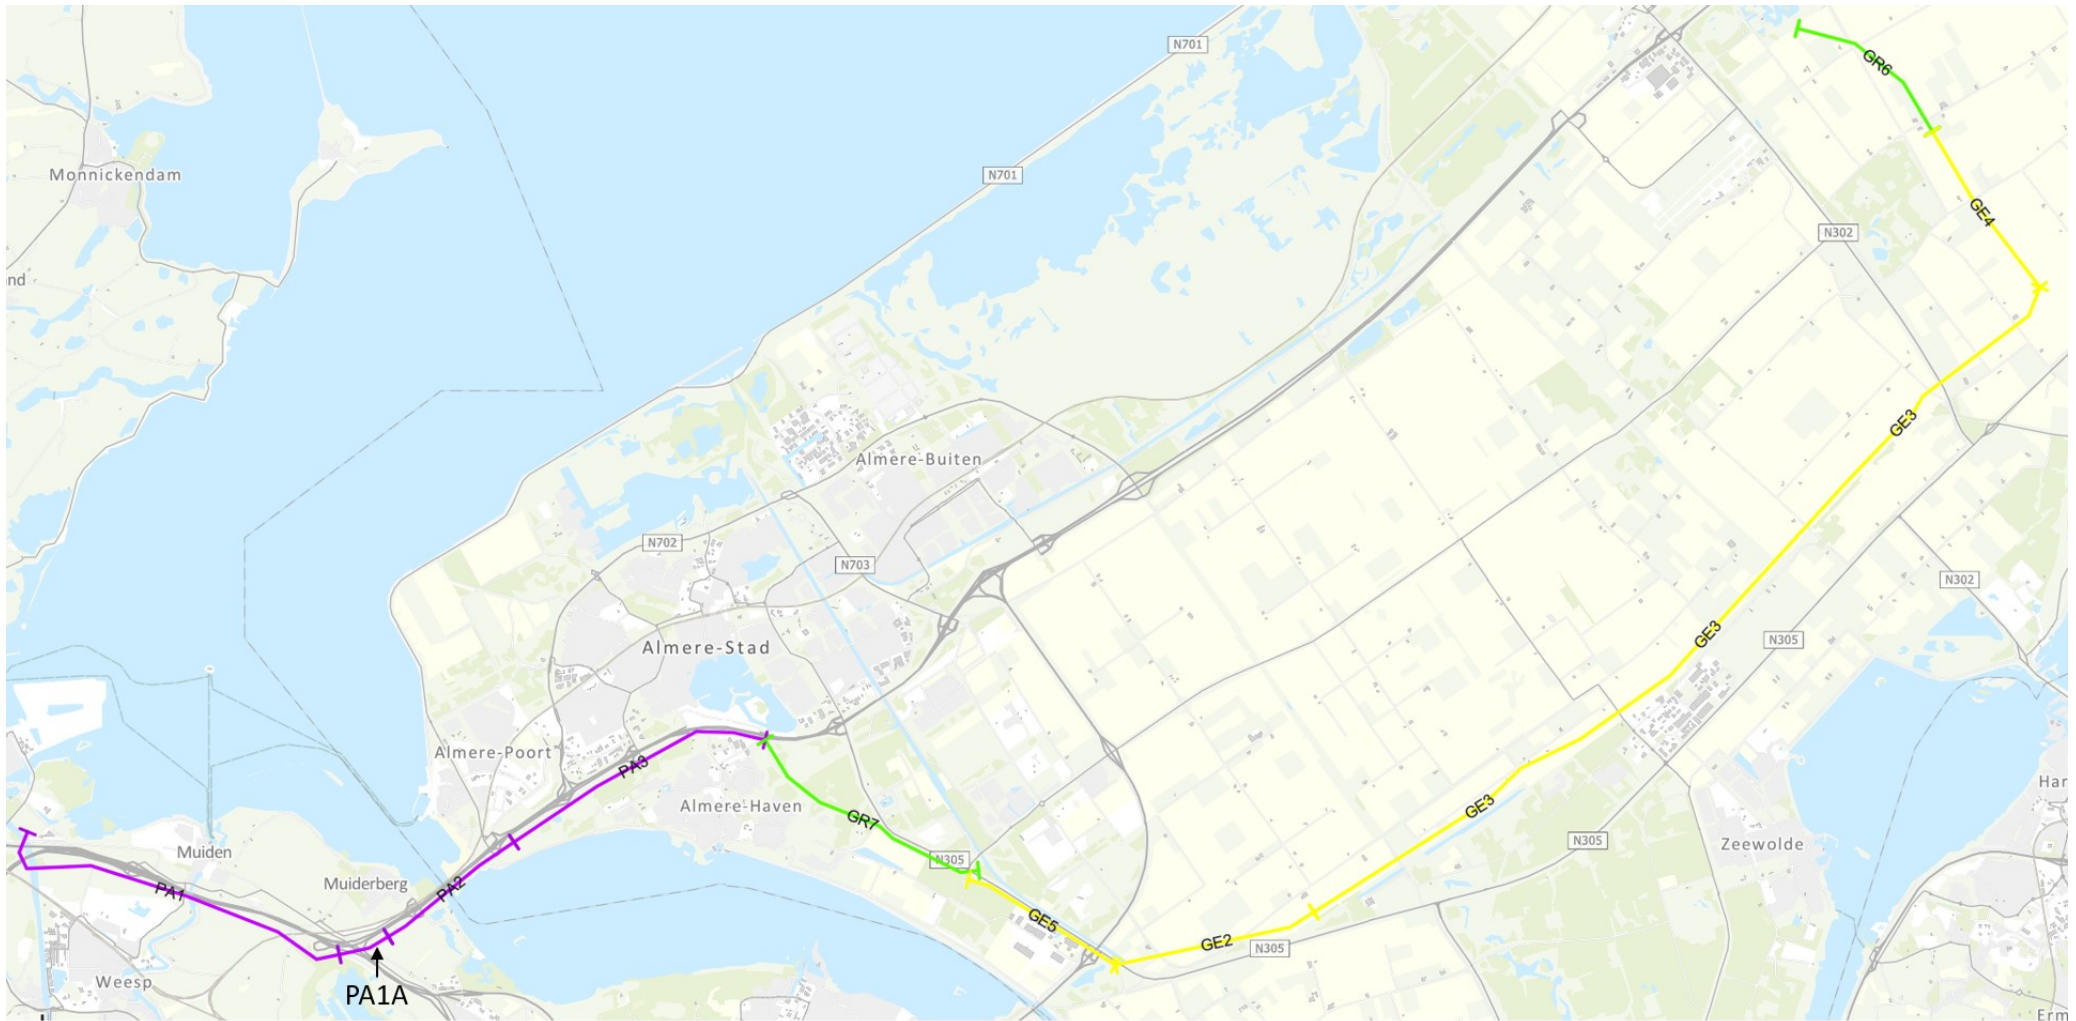 N701
GR6
Monnickendam
N701
GE4
N302
nd
GE3
Almere-Buiten
N702
N703
N302
Almere-Stad
GE3
N305
Almere-Poort
PA3
Har
Almere-Haven
GE3
GR7
N305
Zeewolde
Muiden
N305
Muiderberg
PA2
PA1
GE5
GE2
N305
Weesp
PA1A
Erm